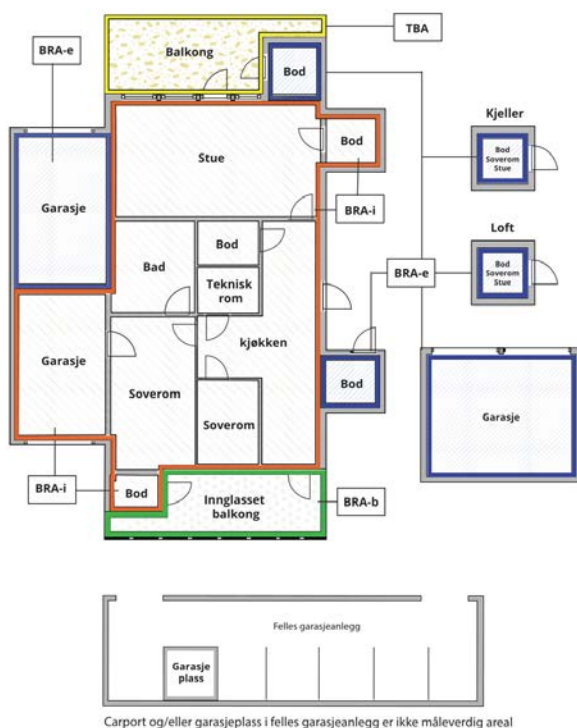 TBA
Balkong
BRA-e
Bod
Kjeller
Bod
Soverom
Stue
Bod
Stue
Garasje
BRA-i
Loft
Bod
Bad
BRA-e
Bod
Soverom
Stue
Teknisk
rom
kjøkken
Garasje
Bod
Soverom
Soverom
Garasje
BRA-i
Bod
Innglasset
balkong
BRA-b
Felles garasjeanlegg
Garasje
plass
Carport og/eller garasjeplass i felles garasjeanlegg er ikke måleverdig areal